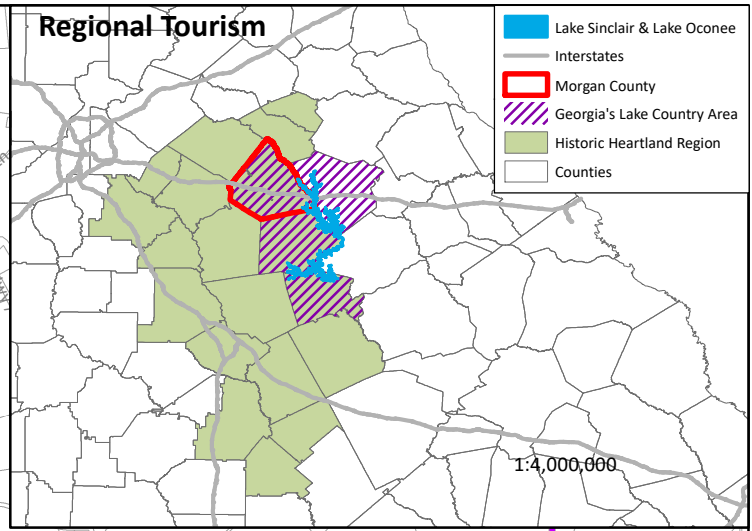 Regional Tourism
Lake Sinclair & Lake Oconee
Interstates
Morgan County
Georgia's Lake Country Area
Historic Heartland Region
Counties
1:4,000,000